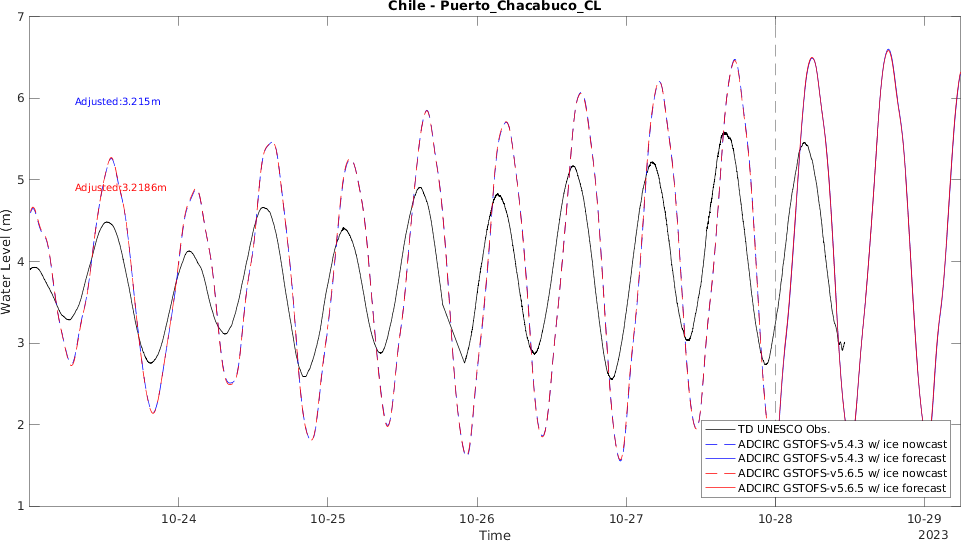 Chile - Puerto_Chacabuco_CL
7
6
5
4
3
2
1
Water Level (m)
Adjusted:3.215m
Adjusted:3.2186m
TD UNESCO Obs.
ADCIRC GSTOFS-v5.4.3 w/ ice nowcast
ADCIRC GSTOFS-v5.4.3 w/ ice forecast
ADCIRC GSTOFS-v5.6.5 w/ ice nowcast
ADCIRC GSTOFS-v5.6.5 w/ ice forecast
10-24 10-25 10-26 10-27 10-28 10-29
Time
2023